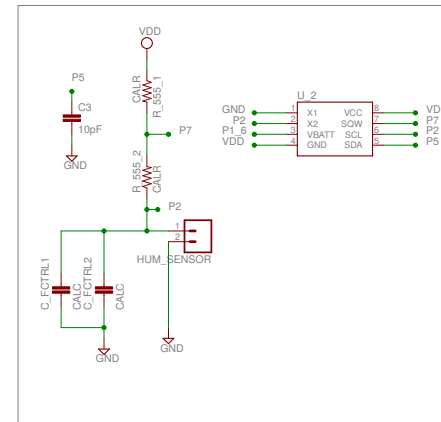 VDD
P5
C3
10pF
GND
CALR
R_555_1
P7
R_555_2
CALR
P2
1
2
HUM_SENSOR
C_FCTRL1
CALC
C_FCTRL2
CALC
GND
GND
U_2
GND 1 X1 VCC 8 VD
P2 2 X2 SQW 7 P7
P1_6 3 VBATT SCL 6 P2
VDD 4 GND SDA 5 P5